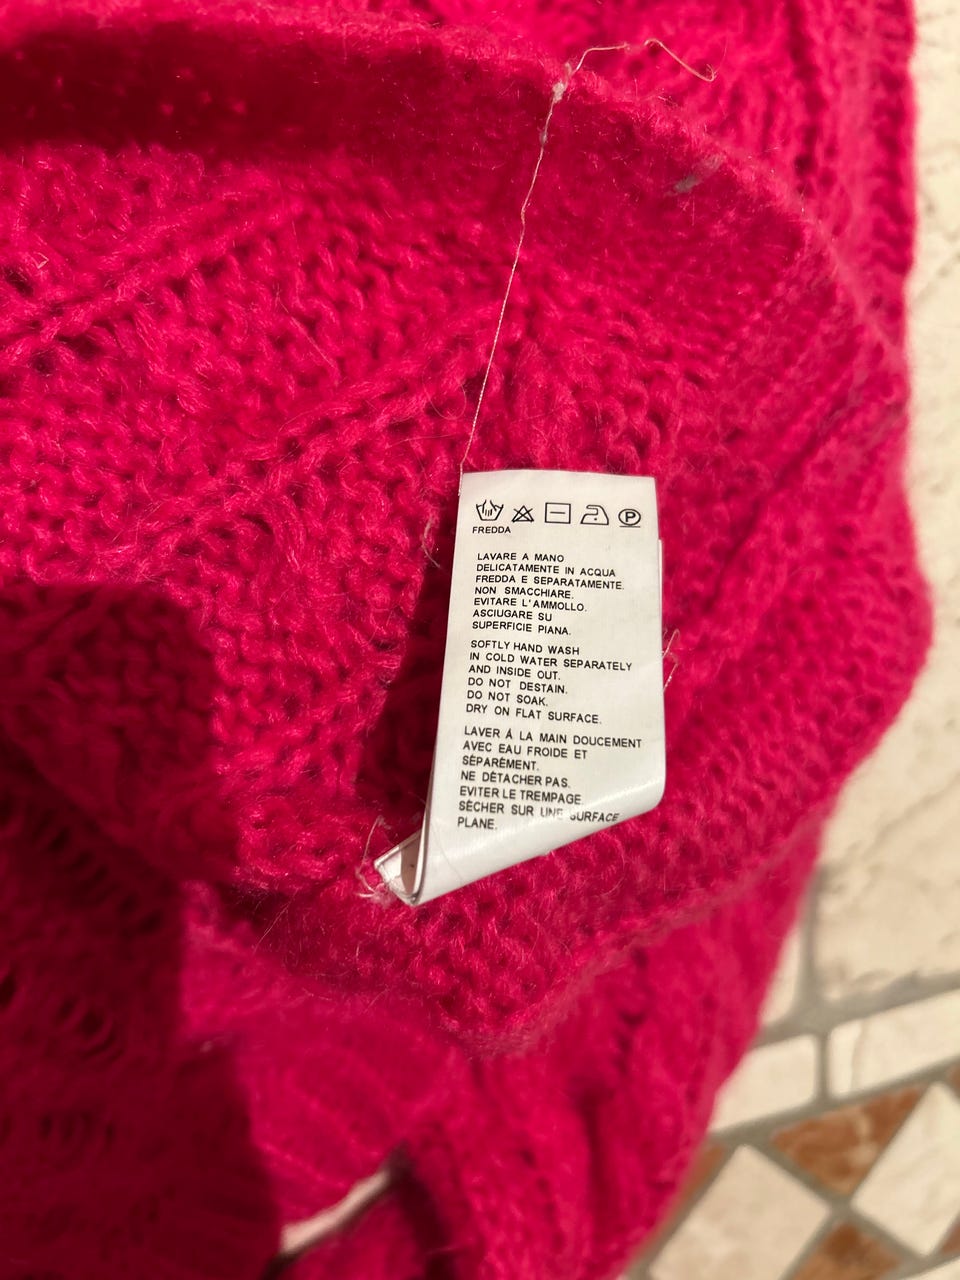 P
FREDDA
LAVARE A MANO
DELICATAMENTE IN ACQUA
FREDDA E SEPARATAMENTE.
NON SMACCHIARE.
EVITARE L'AMMOLLO.
ASCIUGARE SU
SUPERFICIE PIANA.
SOFTLY HAND WASH
IN COLD WATER SEPARATELY
AND INSIDE OUT.
DO NOT DESTAIN.
DO NOT SOAK.
DRY ON FLAT SURFACE.
LAVER Á LA MAIN DOUCEMENT
AVEC EAU FROIDE ET
SÉPARÉMENT.
NE DÉTACHER PAS.
EVITER LE TREMPAGE.
SÉCHER SUR UNE SURFACE
PLANE.